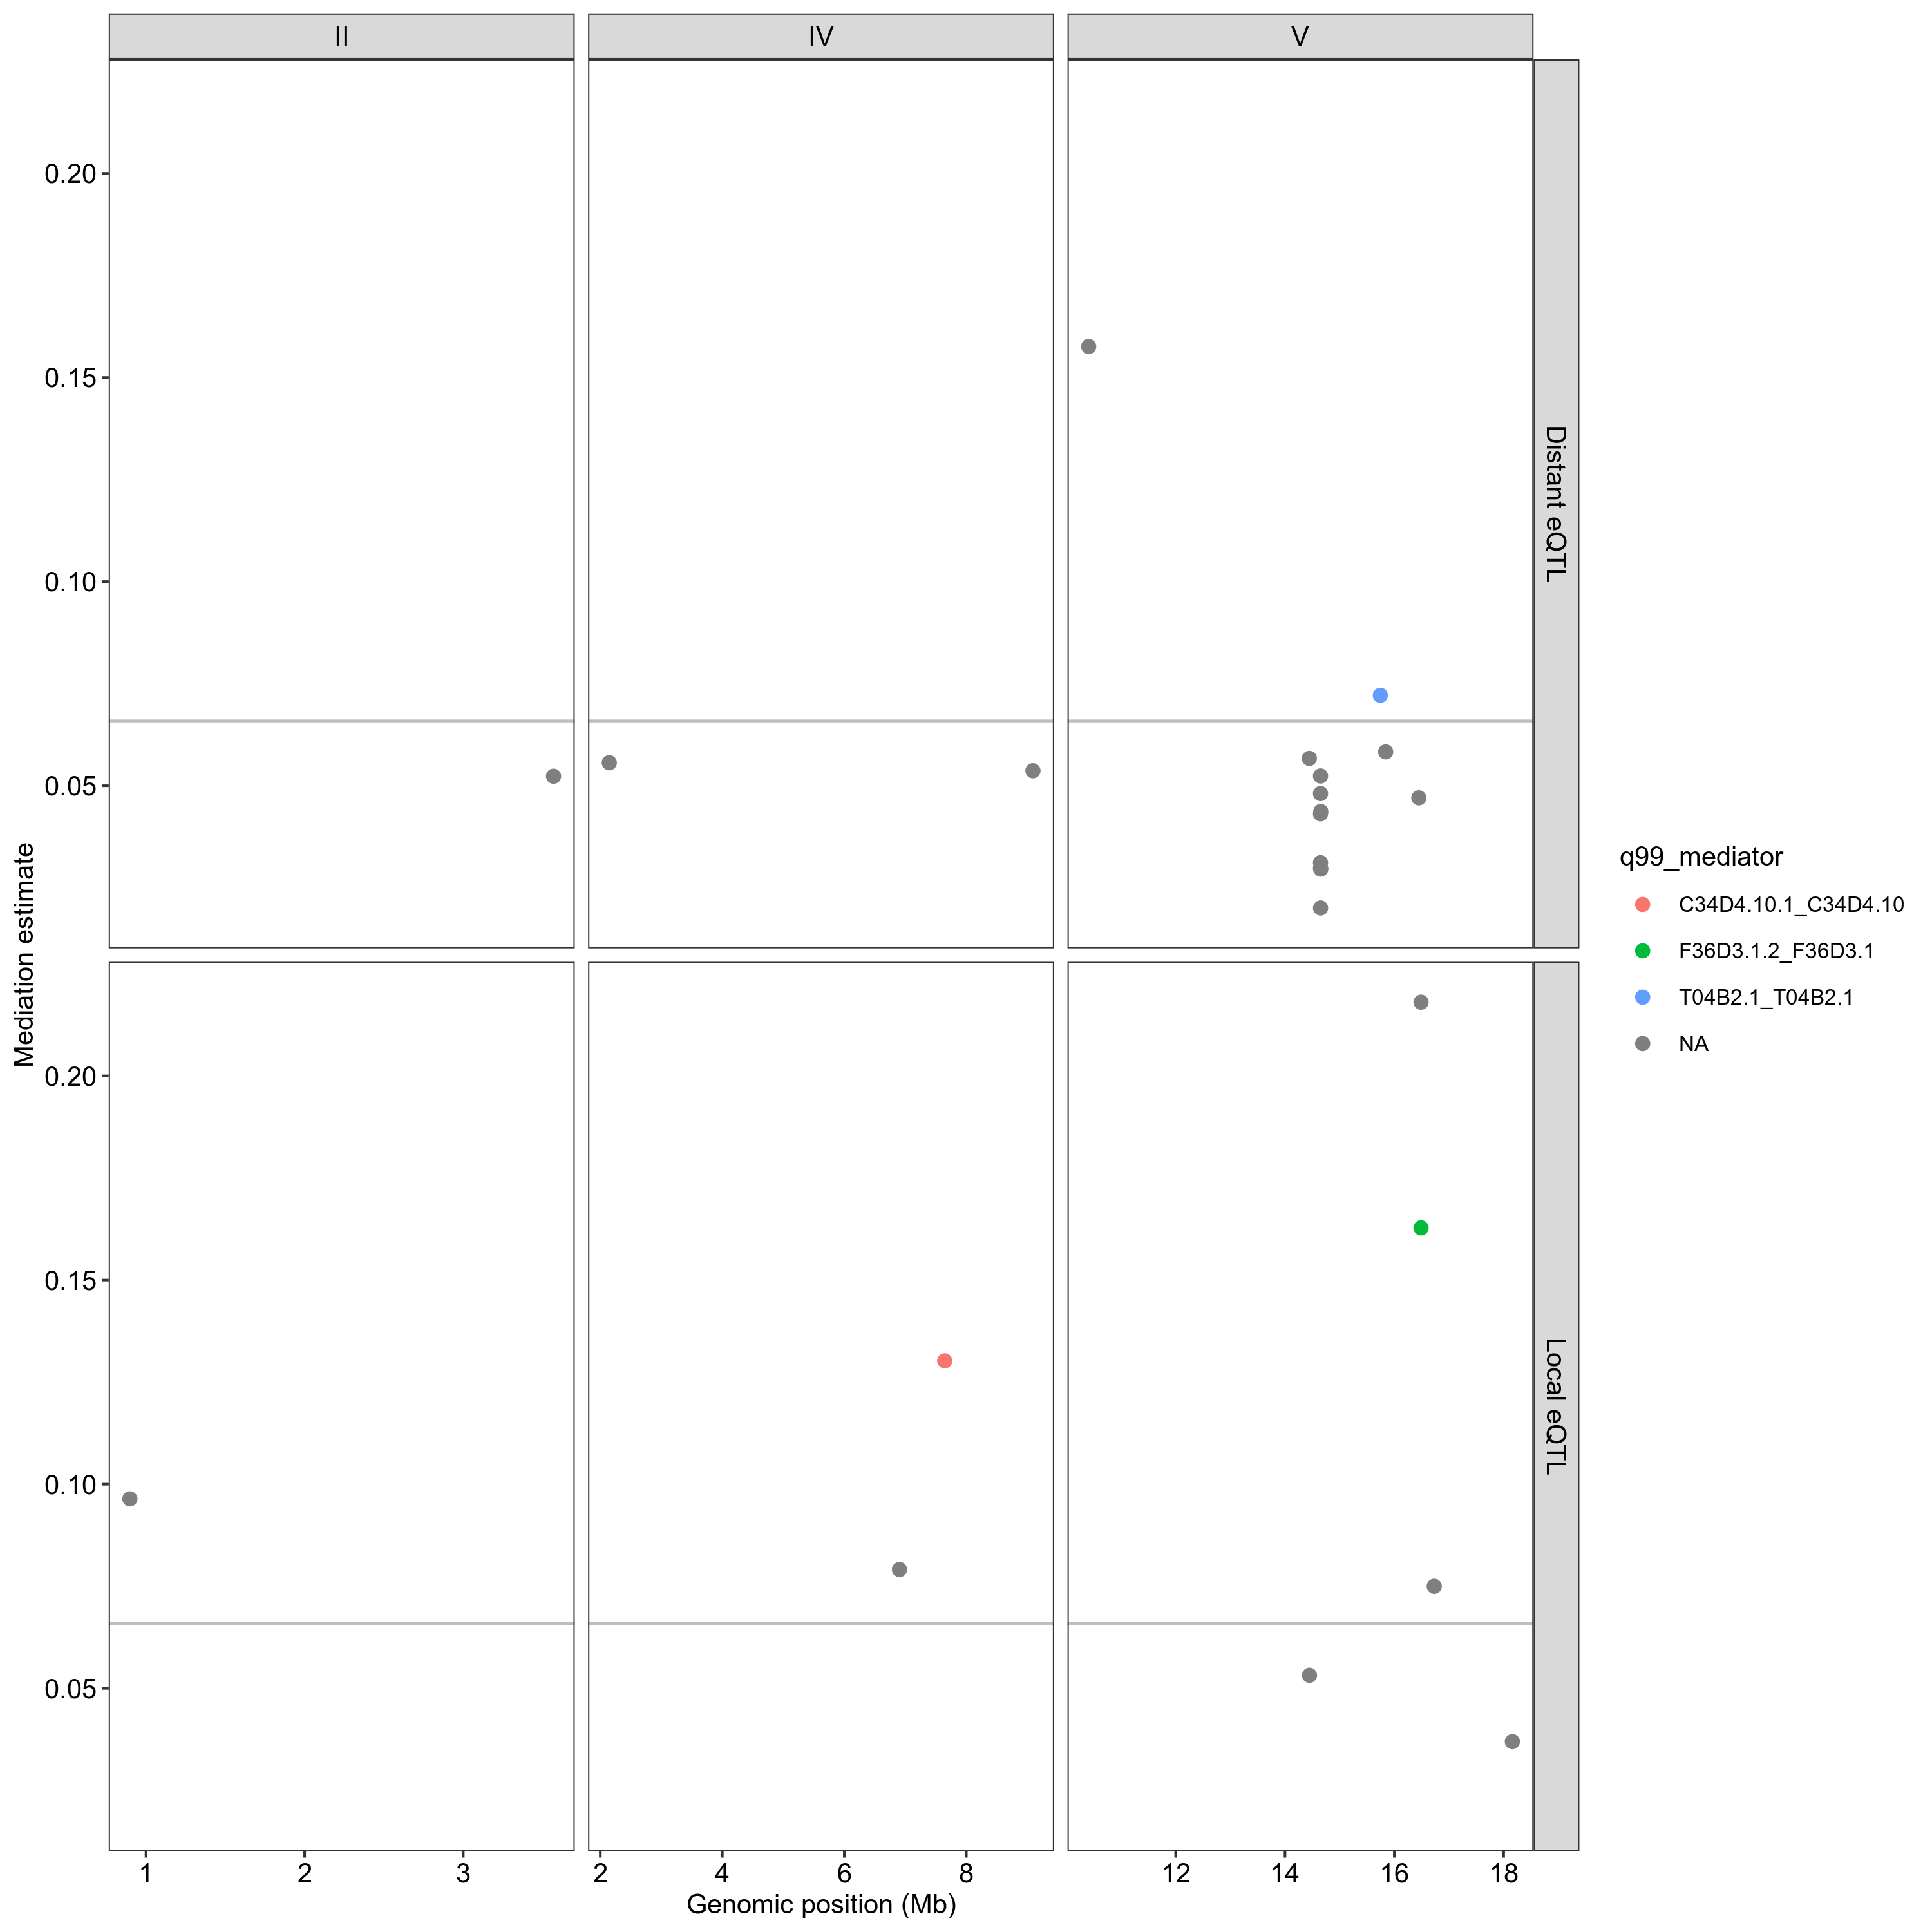 II
IV
V
0.20
0.15
0.10
0.05
Distant eQTL
Mediation estimate
0.20
0.15
0.10
0.05
Local eQTL
1
2
3
2
4
6
8
12
14
16
18
Genomic position (Mb)
q99_mediator
C34D4.10.1_C34D4.10
F36D3.1.2_F36D3.1
T04B2.1_T04B2.1
NA